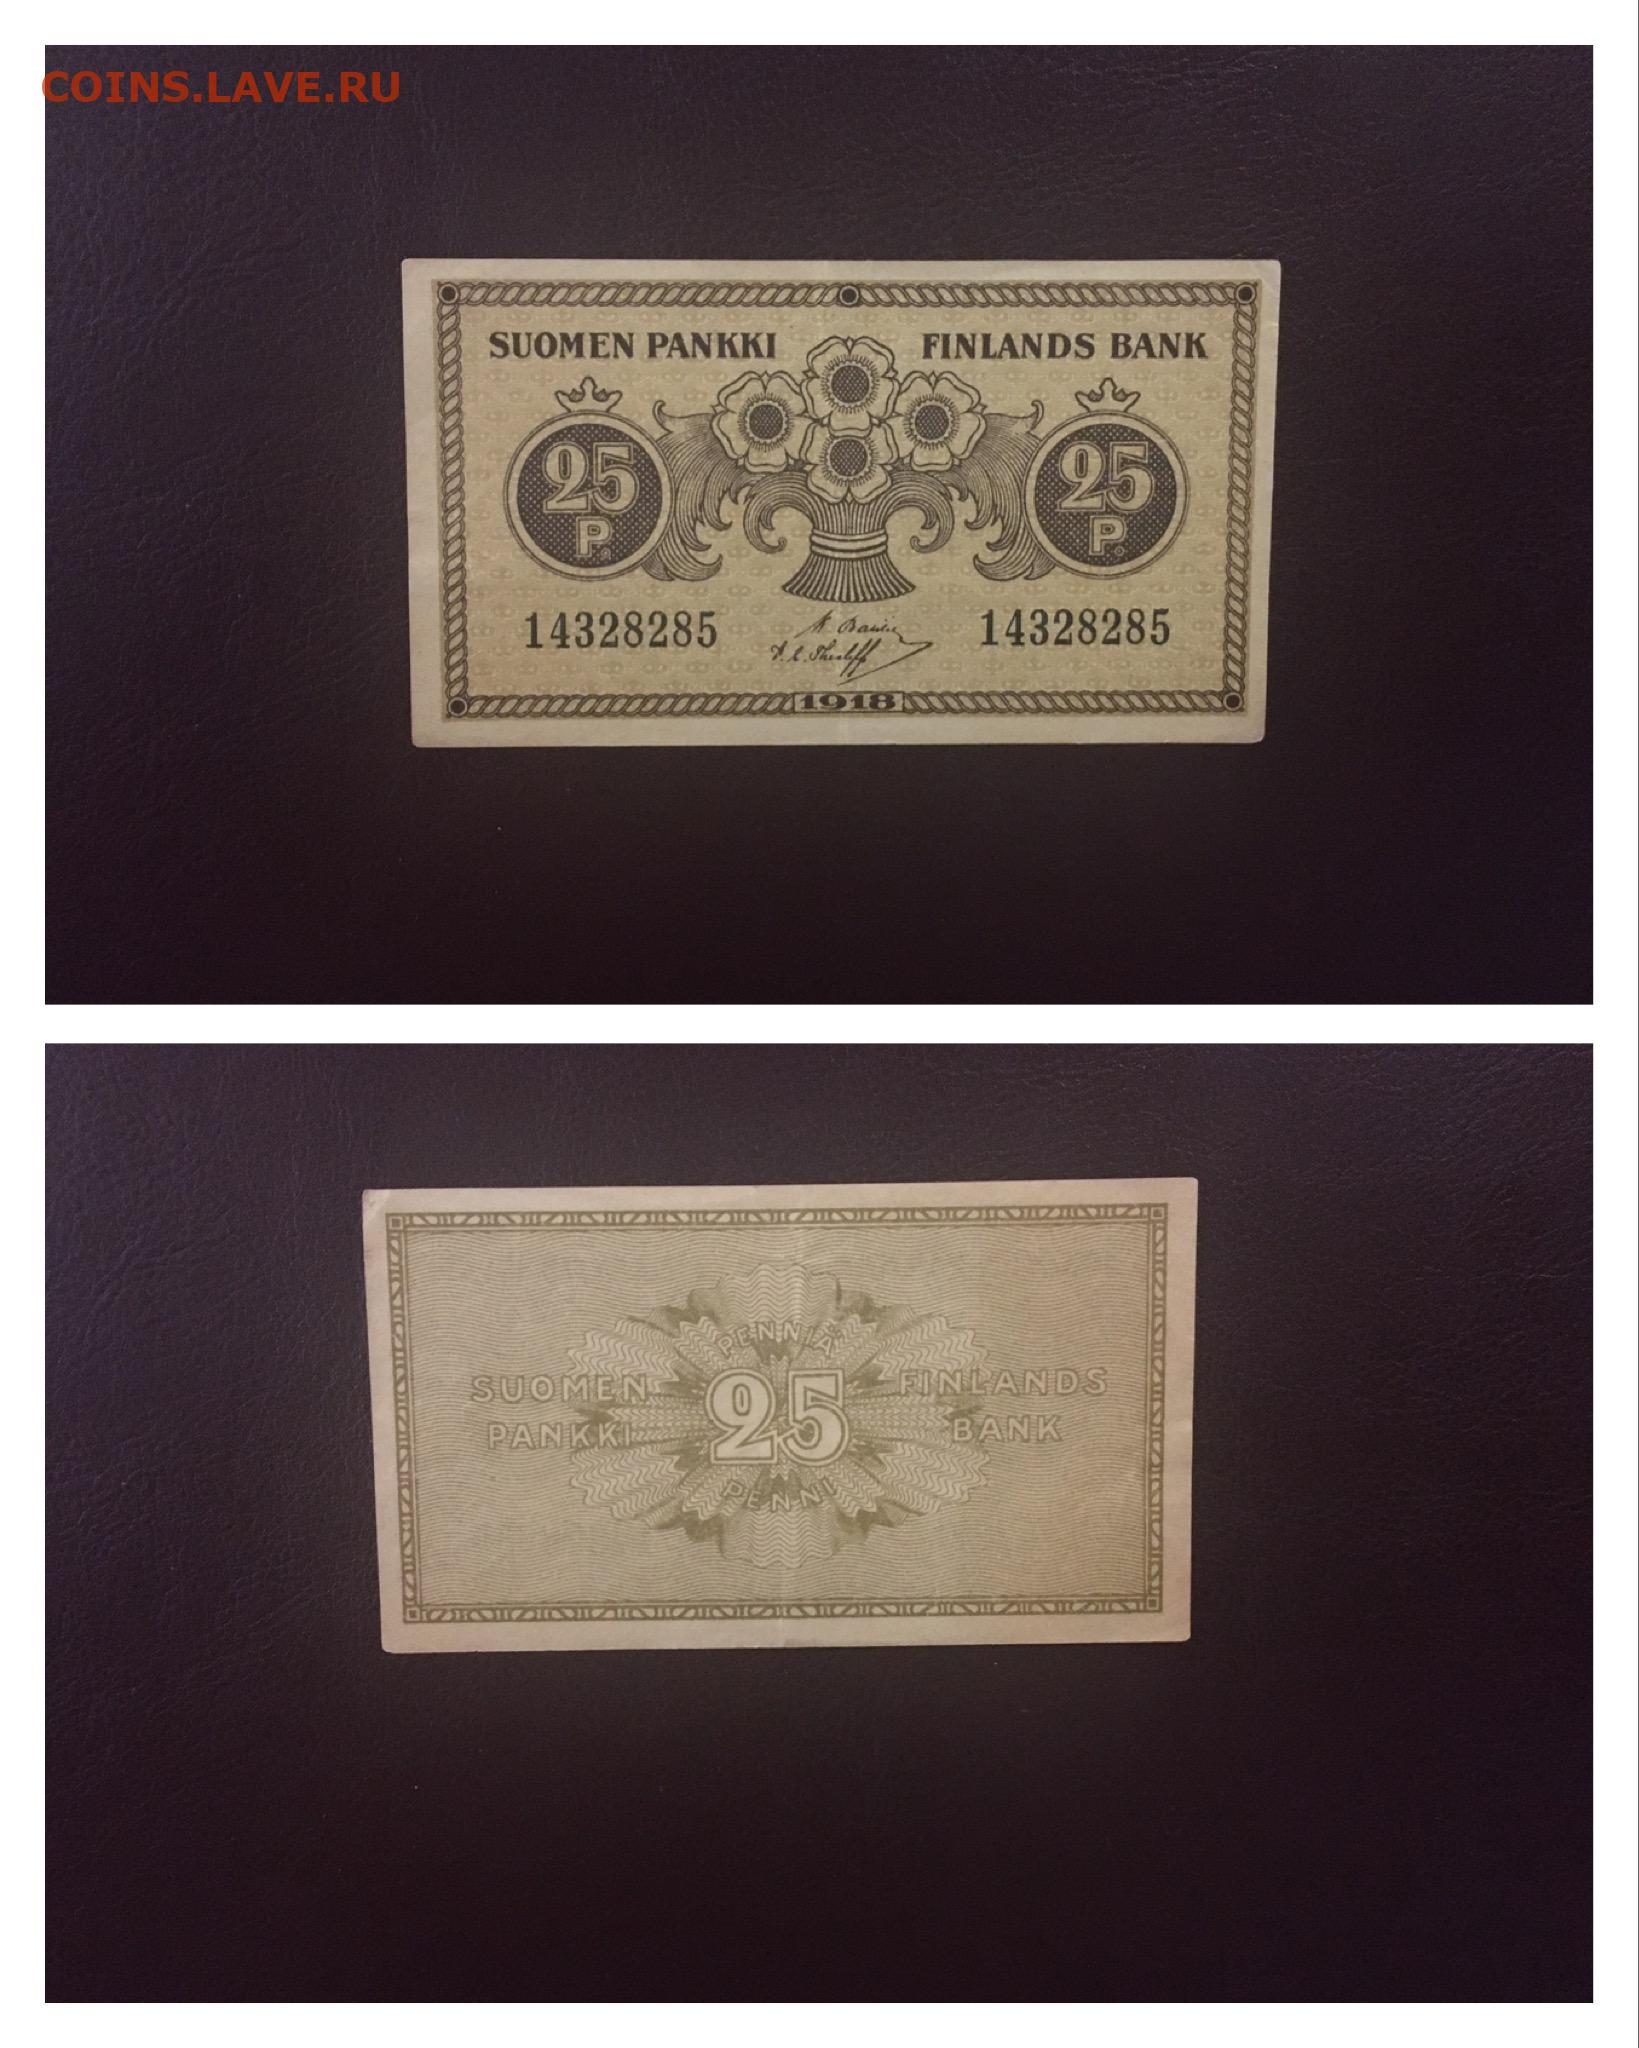 COINS.LAVE.RU
SUOMEN PANKKI FINLANDS BANK
25 25
P. P.
14328285 14328285
1918
PENNIÄ
SUOMEN 25 FINLANDS
PANKKI BANK
PENNI